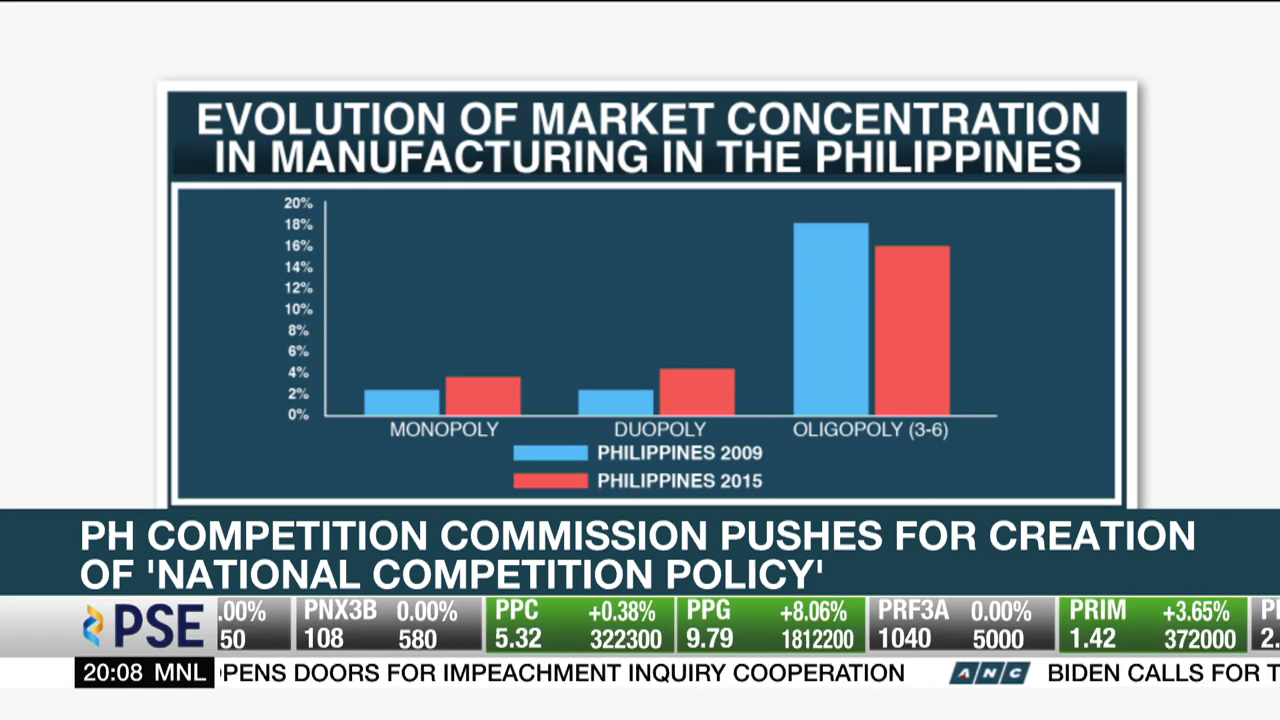 EVOLUTION OF MARKET CONCENTRATION
IN MANUFACTURING IN THE PHILIPPINES
20%
18%
16%
14%
12%
10%
8%
6%
4%
2%
0%
MONOPOLY DUOPOLY OLIGOPOLY (3-6)
PHILIPPINES 2009
PHILIPPINES 2015
PH COMPETITION COMMISSION PUSHES FOR CREATION
OF 'NATIONAL COMPETITION POLICY'
PSE .00% PNX3B 0.00% PPC +0.38% PPG +8.06% PRF3A 0.00% PRIM +3.65%
50 108 580 5.32 322300 9.79 1812200 1040 5000 1.42 372000 2.
20:08 MNL PENS DOORS FOR IMPEACHMENT INQUIRY COOPERATION ANC BIDEN CALLS FOR T